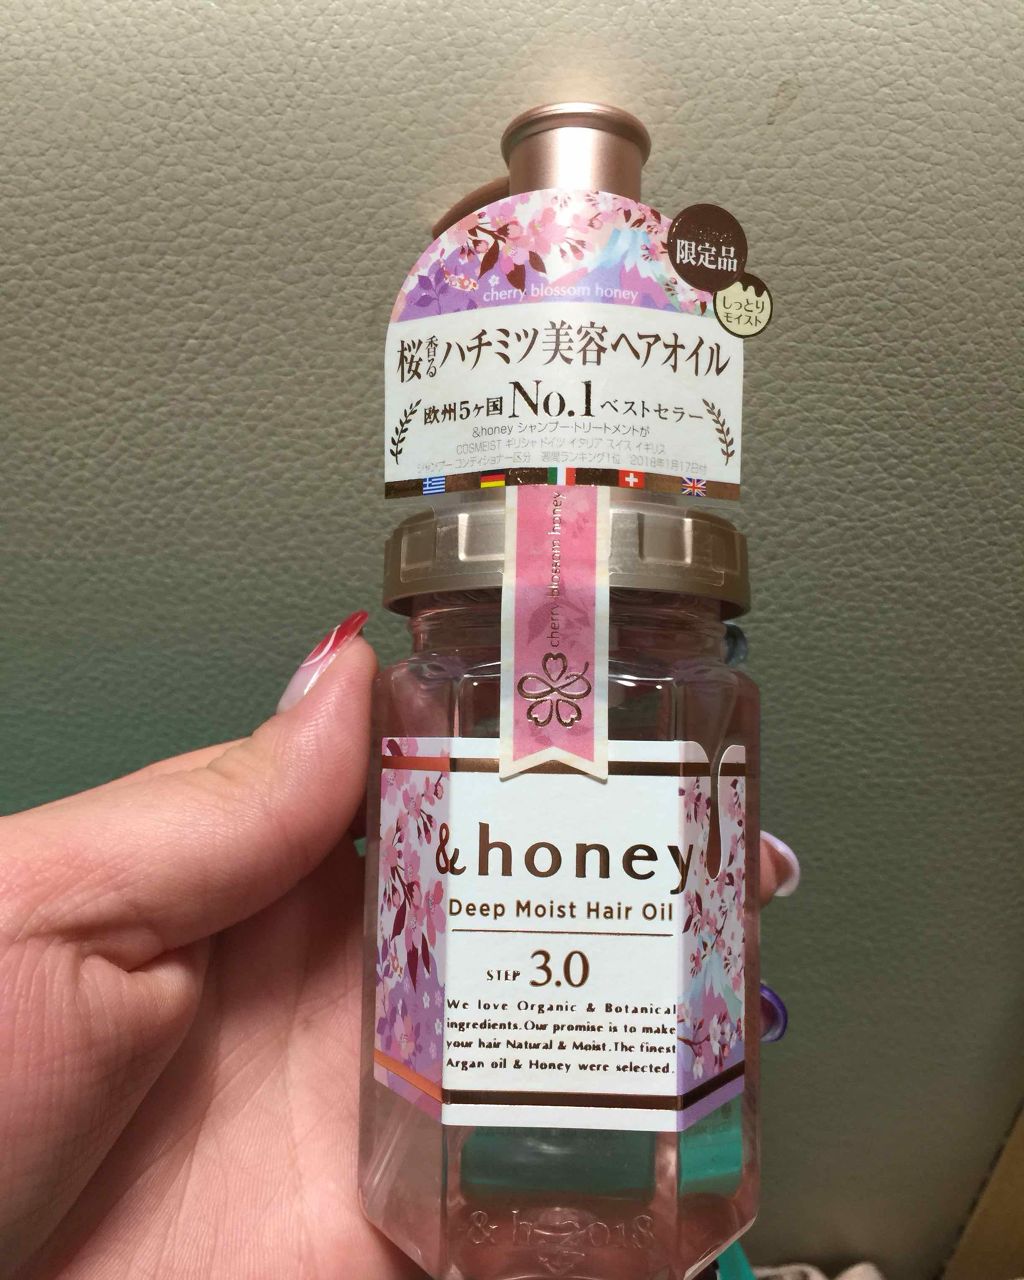 限定品
しっとり
モイスト
cherry blossom honey
桜香るハチミツ美容ヘアオイル
欧州5ヶ国No.1ベストセラー
&honey シャンプー・トリートメントが
COSMEIST ギリシャ ドイツ イタリア スイス イギリス
シャンプー コンディショナー区分 週間ランキング1位 2018年1月17日付
cherry blossom honey
&honey
Deep Moist Hair Oil
STEP 3.0
We love Organic & Botanical
ingredients.Our promise is to make
your hair Natural & Moist.The finest
Argan oil & Honey were selected.
& h 2018